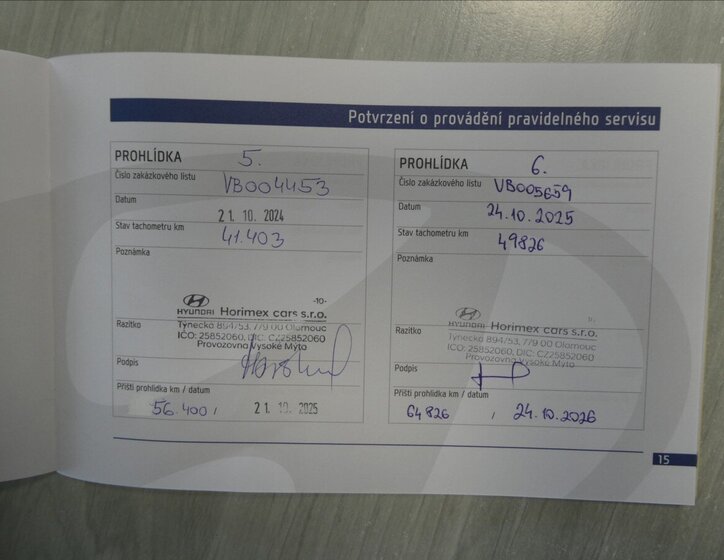 Potvrzení o provádění pravidelného servisu
PROHLÍDKA 5.
Číslo zakázkového listu VB004453
Datum 21. 10. 2024
Stav tachometru km 41.403
Poznámka
-10-
HYUNDAI Horimex cars s.r.o.
Týnecká 894/53, 779 00 Olomouc
IČO: 25852060, DIČ: CZ25852060
Provozovna Vysoké Mýto
Razítko
Podpis
Příští prohlídka km / datum
56.400 / 21. 10. 2025
PROHLÍDKA 6.
Číslo zakázkového listu VB005659
Datum 24.10.2025
Stav tachometru km 49826
Poznámka
HYUNDAI Horimex cars s.r.o.
Týnecká 894/53, 779 00 Olomouc
IČO: 25852060, DIČ: CZ25852060
Provozovna Vysoké Mýto
Razítko
Podpis
Příští prohlídka km / datum
64826 / 24.10.2026
15